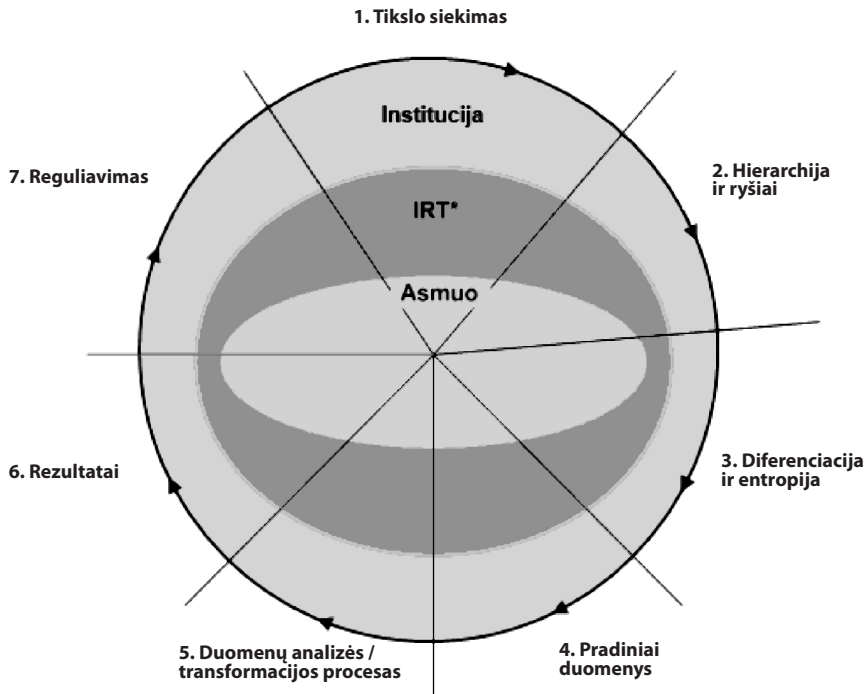 1. Tikslo siekimas
Institucija
7. Reguliavimas
2. Hierarchija
ir ryšiai
IRT*
Asmuo
6. Rezultatai
3. Diferenciacija
ir entropija
5. Duomenų analizės /
transformacijos procesas
4. Pradiniai
duomenys